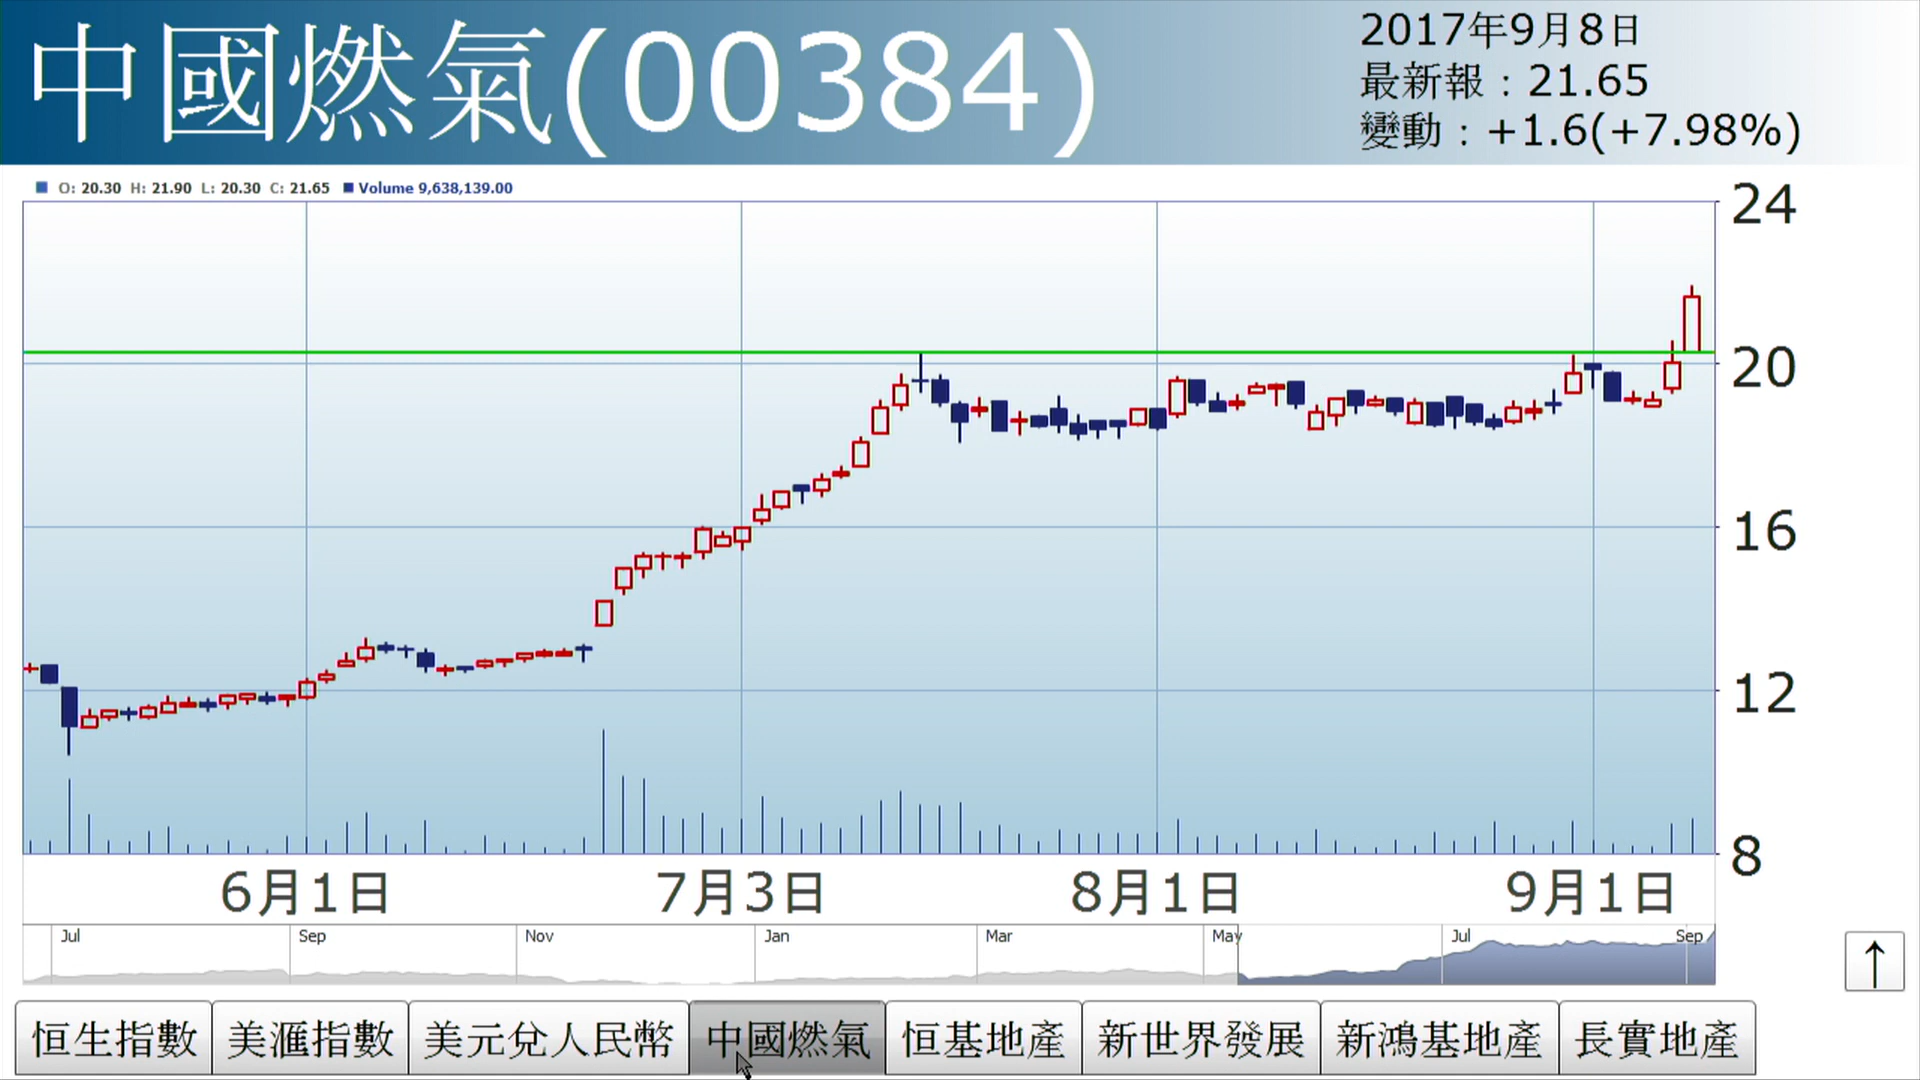 中國燃氣(00384)
2017年9月8日
最新報：21.65
變動：+1.6(+7.98%)
O: 20.30 H: 21.90 L: 20.30 C: 21.65 Volume 9,638,139.00
24
20
16
12
8
6月1日 7月3日 8月1日 9月1日
Jul Sep Nov Jan Mar May Jul Sep
恒生指數 美滙指數 美元兌人民幣 中國燃氣 恒基地產 新世界發展 新鴻基地產 長實地產